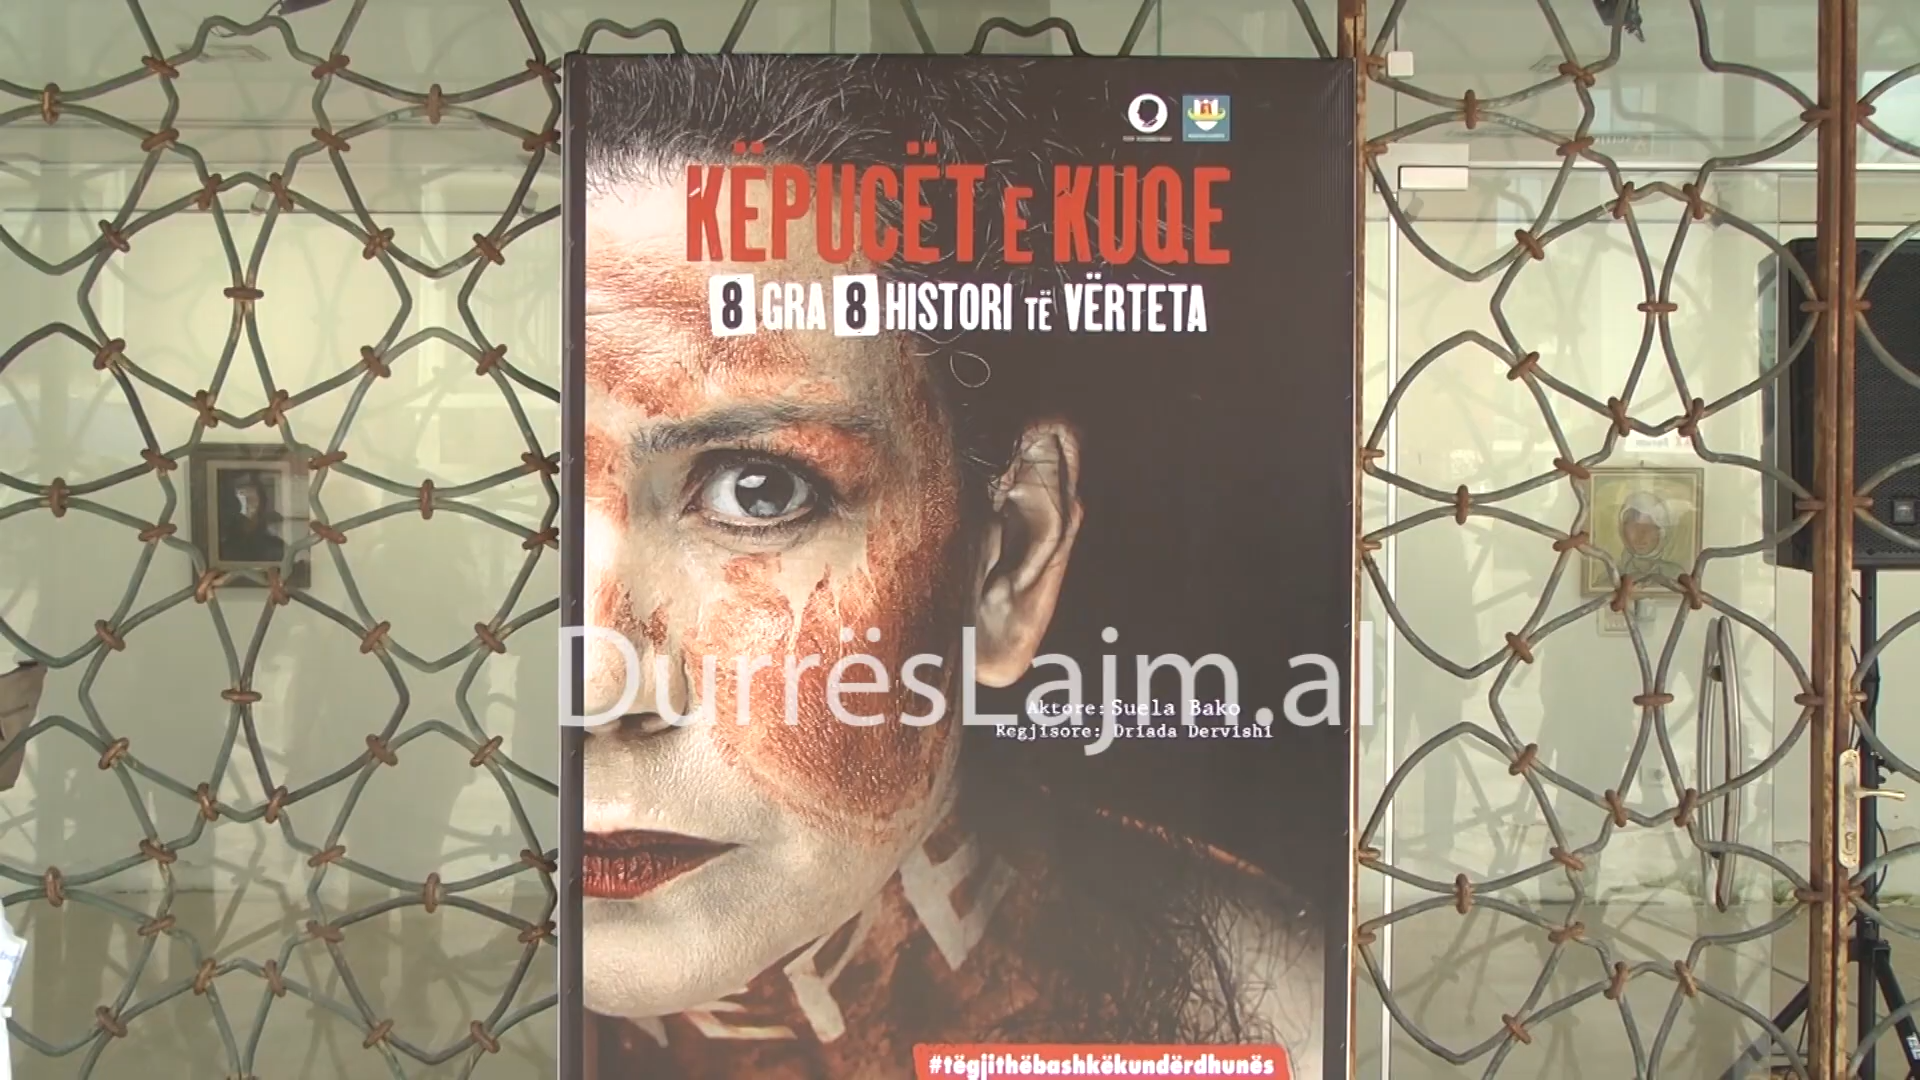 KËPUCËT E KUQE
8 GRA 8 HISTORI TË VËRTETA
DurrësLajm.al
Aktore: Suela Bako
Regjisore: Driada Dervishi
#tëgjithëbashkëkundërdhunës